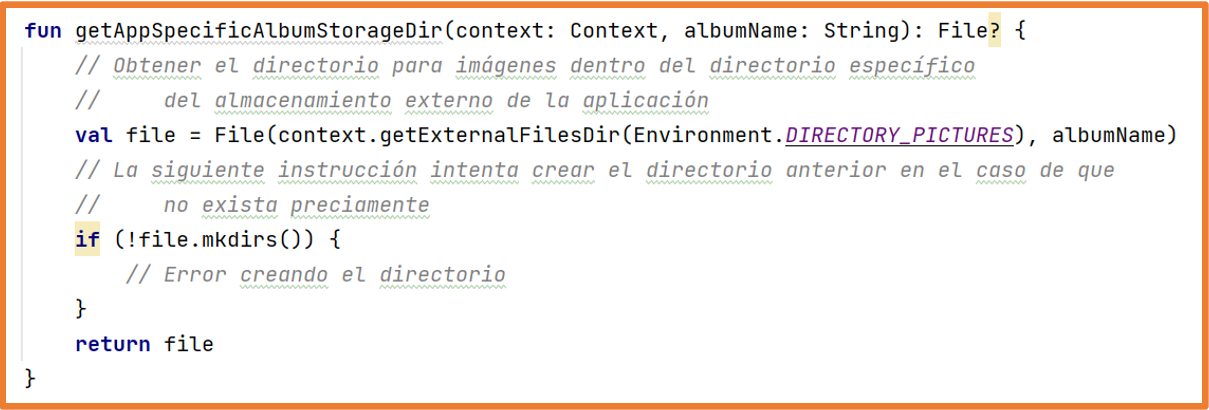 fun getAppSpecificAlbumStorageDir(context: Context, albumName: String): File? {
// Obtener el directorio para imágenes dentro del directorio específico
//     del almacenamiento externo de la aplicación
val file = File(context.getExternalFilesDir(Environment.DIRECTORY_PICTURES), albumName)
// La siguiente instrucción intenta crear el directorio anterior en el caso de que
//     no exista preciamente
if (!file.mkdirs()) {
// Error creando el directorio
}
return file
}